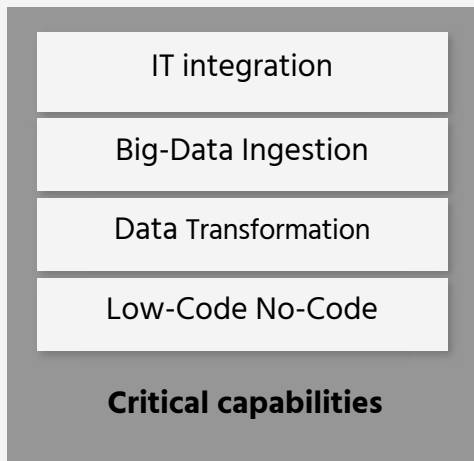 IT integration
Big-Data Ingestion
Data Transformation
Low-Code No-Code
Critical capabilities